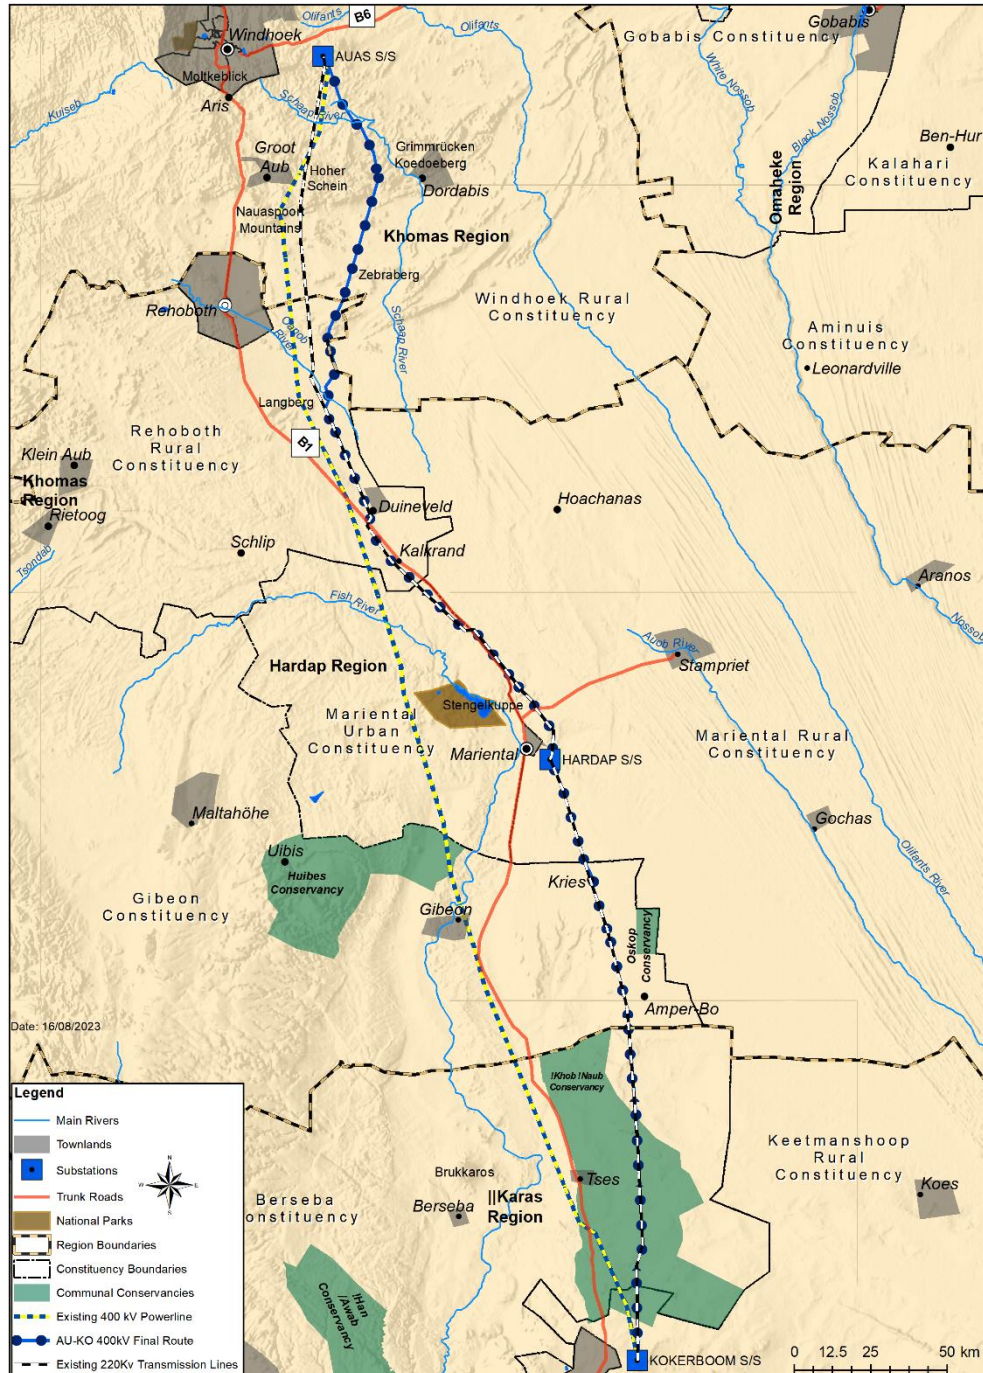 Olifants
B6
Olifants
Gobabis
Gobabis Constituency
Windhoek
AUAS S/S
Moltkeblick
Aris
Kuiseb
Schaap River
White Nossob
Black Nossob
Ben-Hur
Kalahari
Constituency
Omaheke
Region
Groot
Aub
Hoher
Schein
Grimmrücken
Koedoeberg
Dordabis
Nauaspoort
Mountains
Khomas Region
Zebraberg
Windhoek Rural
Constituency
Rehoboth
Oanob
River
Schaap River
Aminuis
Constituency
Leonardville
Langberg
B1
Rehoboth
Rural
Constituency
Klein Aub
Khomas
Region
Rietoog
Tsondab
Schlip
Duineveld
Kalkrand
Hoachanas
Aranos
Nossob
Fish River
Auob River
Stampriet
Hardap Region
Stengelkuppe
Mariental
Urban
Constituency
Mariental
HARDAP S/S
Mariental Rural
Constituency
Maltahöhe
Gochas
Olifants River
Uibis
Huibes
Conservancy
Kries
Gibeon
Constituency
Gibeon
Oskop
Conservancy
Amper-Bo
Date: 16/08/2023
!Khob !Naub
Conservancy
Keetmanshoop
Rural
Constituency
Koes
Brukkaros
Berseba
Tses
||Karas
Region
Berseba
onstituency
!Han
/Awab
Conservancy
KOKERBOOM S/S
Legend
Main Rivers
Townlands
Substations
Trunk Roads
National Parks
Region Boundaries
Constituency Boundaries
Communal Conservancies
Existing 400 kV Powerline
AU-KO 400kV Final Route
Existing 220Kv Transmission Lines
N
W E
S
0 12.5 25 50 km